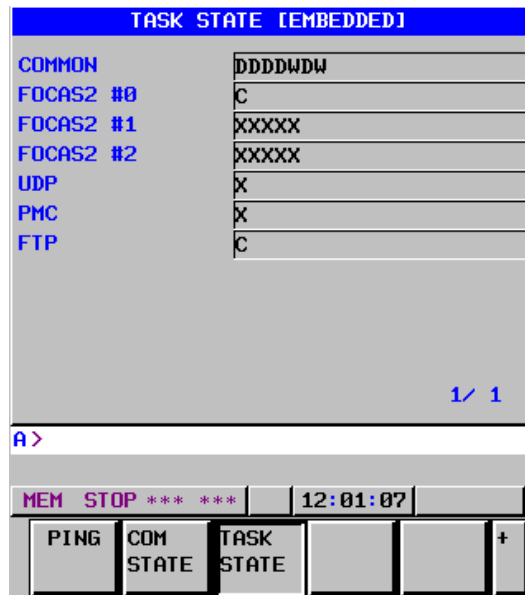 TASK STATE [EMBEDDED]
COMMON DDDDWDW
FOCAS2 #0 C
FOCAS2 #1 XXXXX
FOCAS2 #2 XXXXX
UDP X
PMC X
FTP C
1/ 1
A>
MEM STOP *** *** 12:01:07
PING COM STATE TASK STATE +